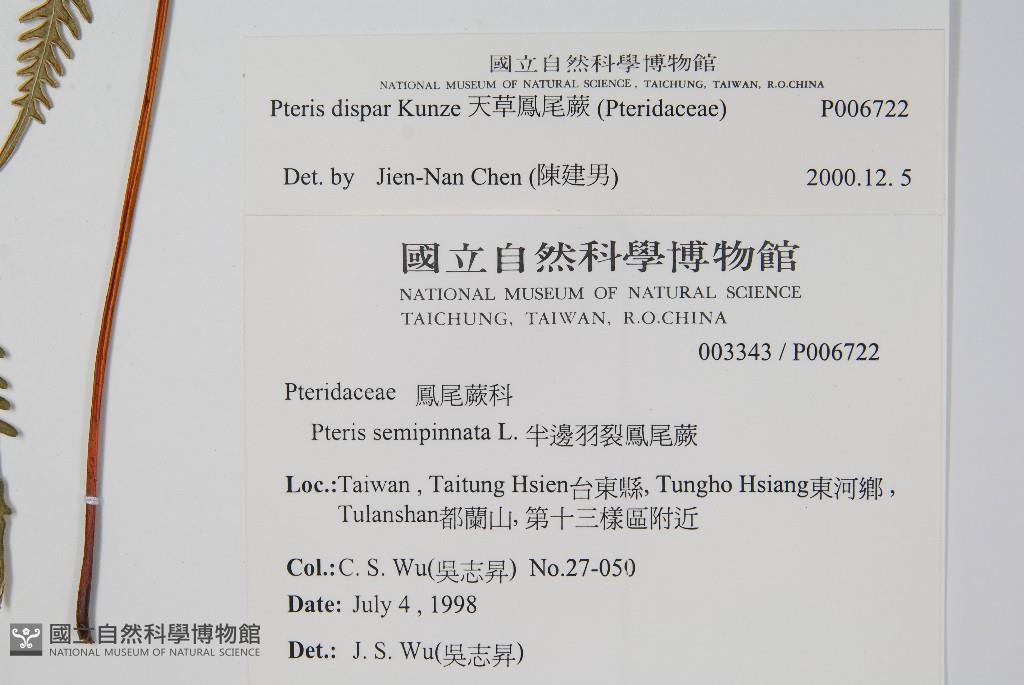 國立自然科學博物館
NATIONAL MUSEUM OF NATURAL SCIENCE, TAICHUNG, TAIWAN, R.O.CHINA
Pteris dispar Kunze 天草鳳尾蕨 (Pteridaceae) P006722
Det. by Jien-Nan Chen (陳建男) 2000.12. 5
國立自然科學博物館
NATIONAL MUSEUM OF NATURAL SCIENCE
TAICHUNG, TAIWAN, R.O.CHINA
003343 / P006722
Pteridaceae 鳳尾蕨科
Pteris semipinnata L. 半邊羽裂鳳尾蕨
Loc.:Taiwan , Taitung Hsien台東縣, Tungho Hsiang東河鄉 ,
Tulanshan都蘭山, 第十三樣區附近
Col.:C. S. Wu(吳志昇) No.27-050
Date: July 4 , 1998
Det.: J. S. Wu(吳志昇)
國立自然科學博物館
NATIONAL MUSEUM OF NATURAL SCIENCE